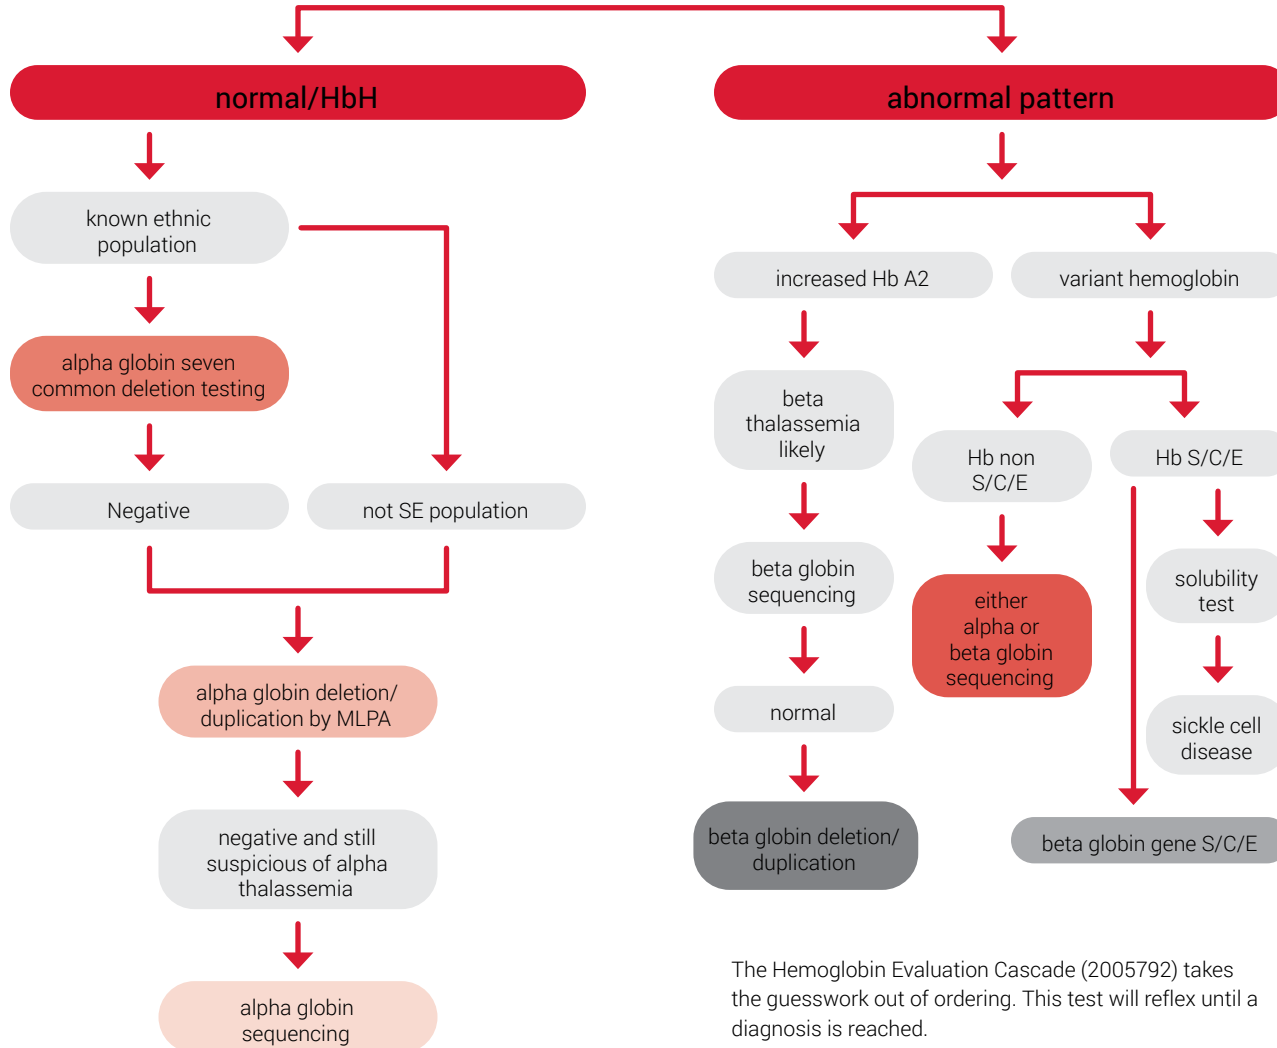 normal/HbH
known ethnic
population
alpha globin seven
common deletion testing
Negative
not SE population
alpha globin deletion/
duplication by MLPA
negative and still
suspicious of alpha
thalassemia
alpha globin
sequencing
abnormal pattern
increased Hb A2
beta
thalassemia
likely
beta globin
sequencing
normal
beta globin deletion/
duplication
variant hemoglobin
Hb non
S/C/E
either
alpha or
beta globin
sequencing
Hb S/C/E
solubility
test
sickle cell
disease
beta globin gene S/C/E
The Hemoglobin Evaluation Cascade (2005792) takes
the guesswork out of ordering. This test will reflex until a
diagnosis is reached.